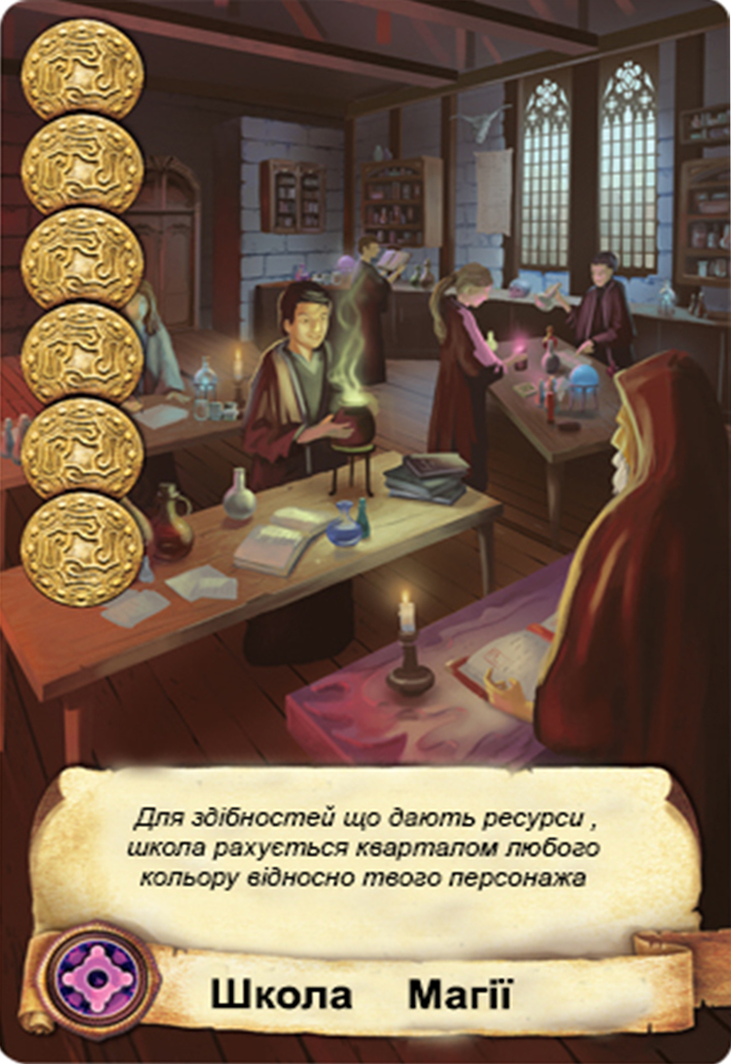 Для здібностей що дають ресурси ,
школа рахується кварталом любого
кольору відносно твого персонажа
Школа Магії